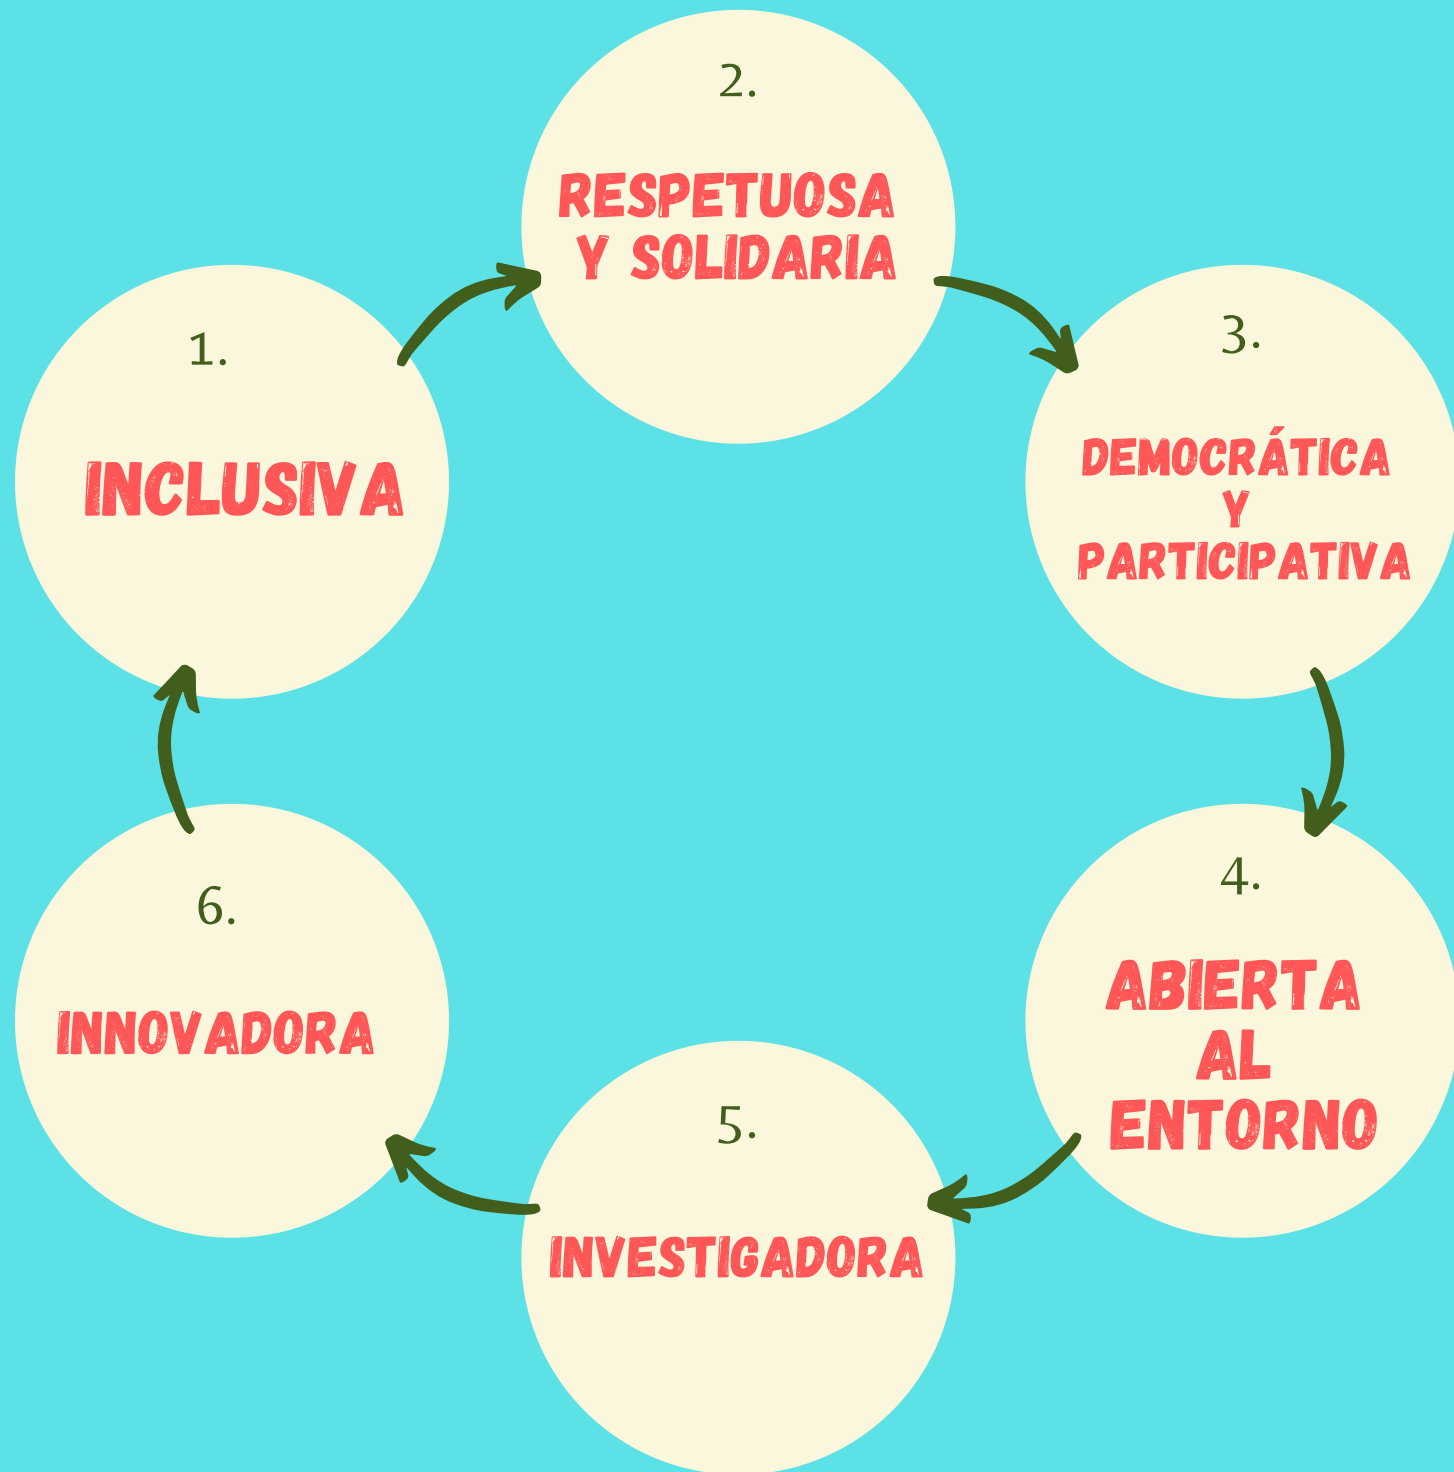 1.
INCLUSIVA
2.
RESPETUOSA
Y SOLIDARIA
3.
DEMOCRÁTICA
Y
PARTICIPATIVA
4.
ABIERTA
AL
ENTORNO
5.
INVESTIGADORA
6.
INNOVADORA